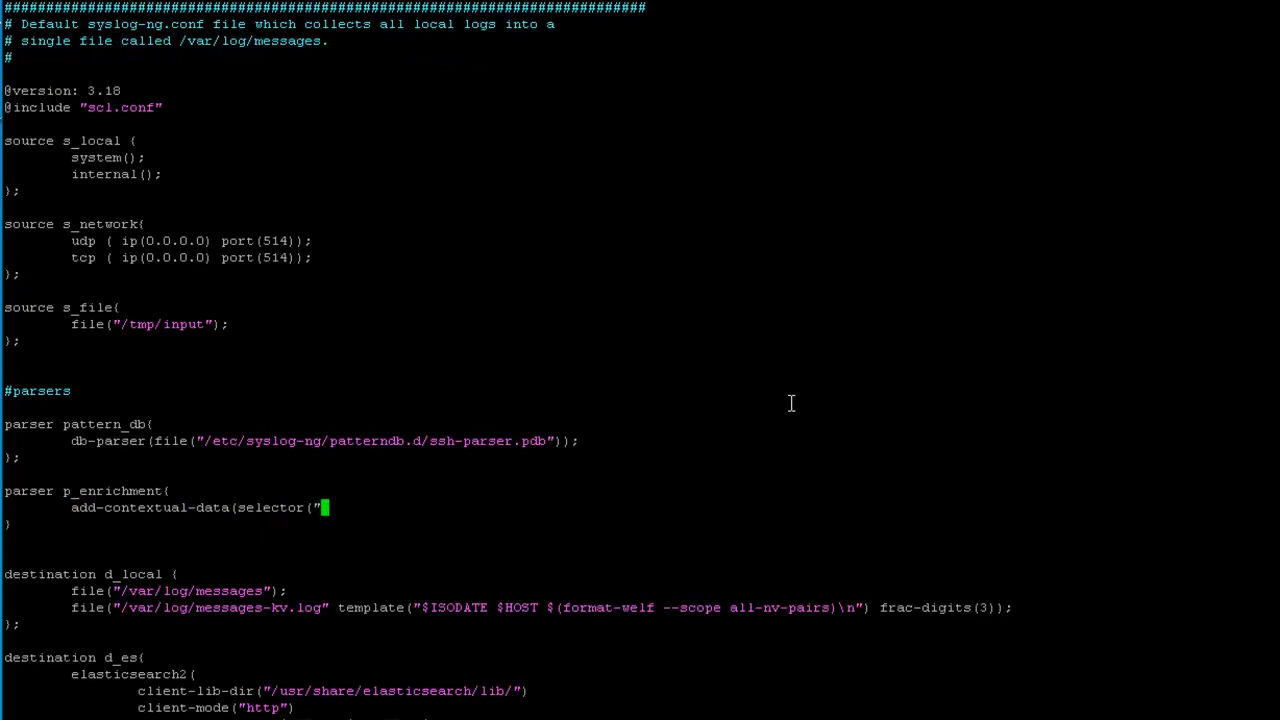 #############################################################################
# Default syslog-ng.conf file which collects all local logs into a
# single file called /var/log/messages.
#
@version: 3.18
@include "scl.conf"
source s_local {
system();
internal();
};
source s_network{
udp ( ip(0.0.0.0) port(514));
tcp ( ip(0.0.0.0) port(514));
};
source s_file{
file("/tmp/input");
};
#parsers
parser pattern_db{
db-parser(file("/etc/syslog-ng/patterndb.d/ssh-parser.pdb"));
};
parser p_enrichment{
add-contextual-data(selector("
}
destination d_local {
file("/var/log/messages");
file("/var/log/messages-kv.log" template("$ISODATE $HOST $(format-welf --scope all-nv-pairs)\n") frac-digits(3));
};
destination d_es{
elasticsearch2(
client-lib-dir("/usr/share/elasticsearch/lib/")
client-mode("http")